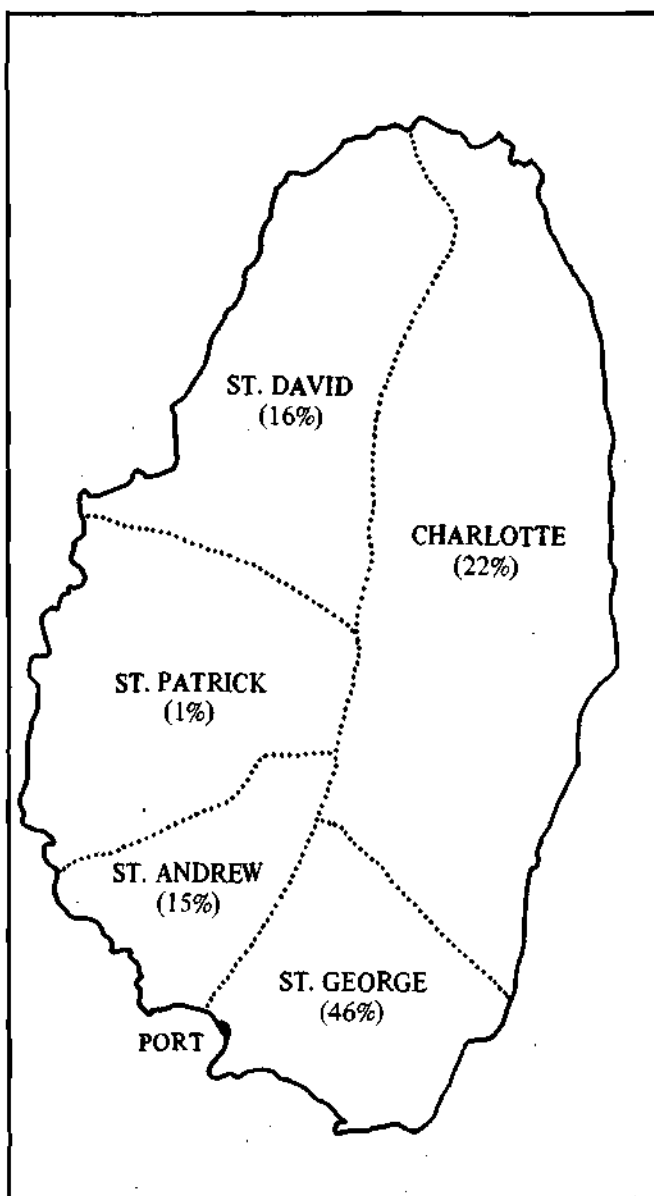 ST. DAVID
(16%)
CHARLOTTE
(22%)
ST. PATRICK
(1%)
ST. ANDREW
(15%)
ST. GEORGE
(46%)
PORT